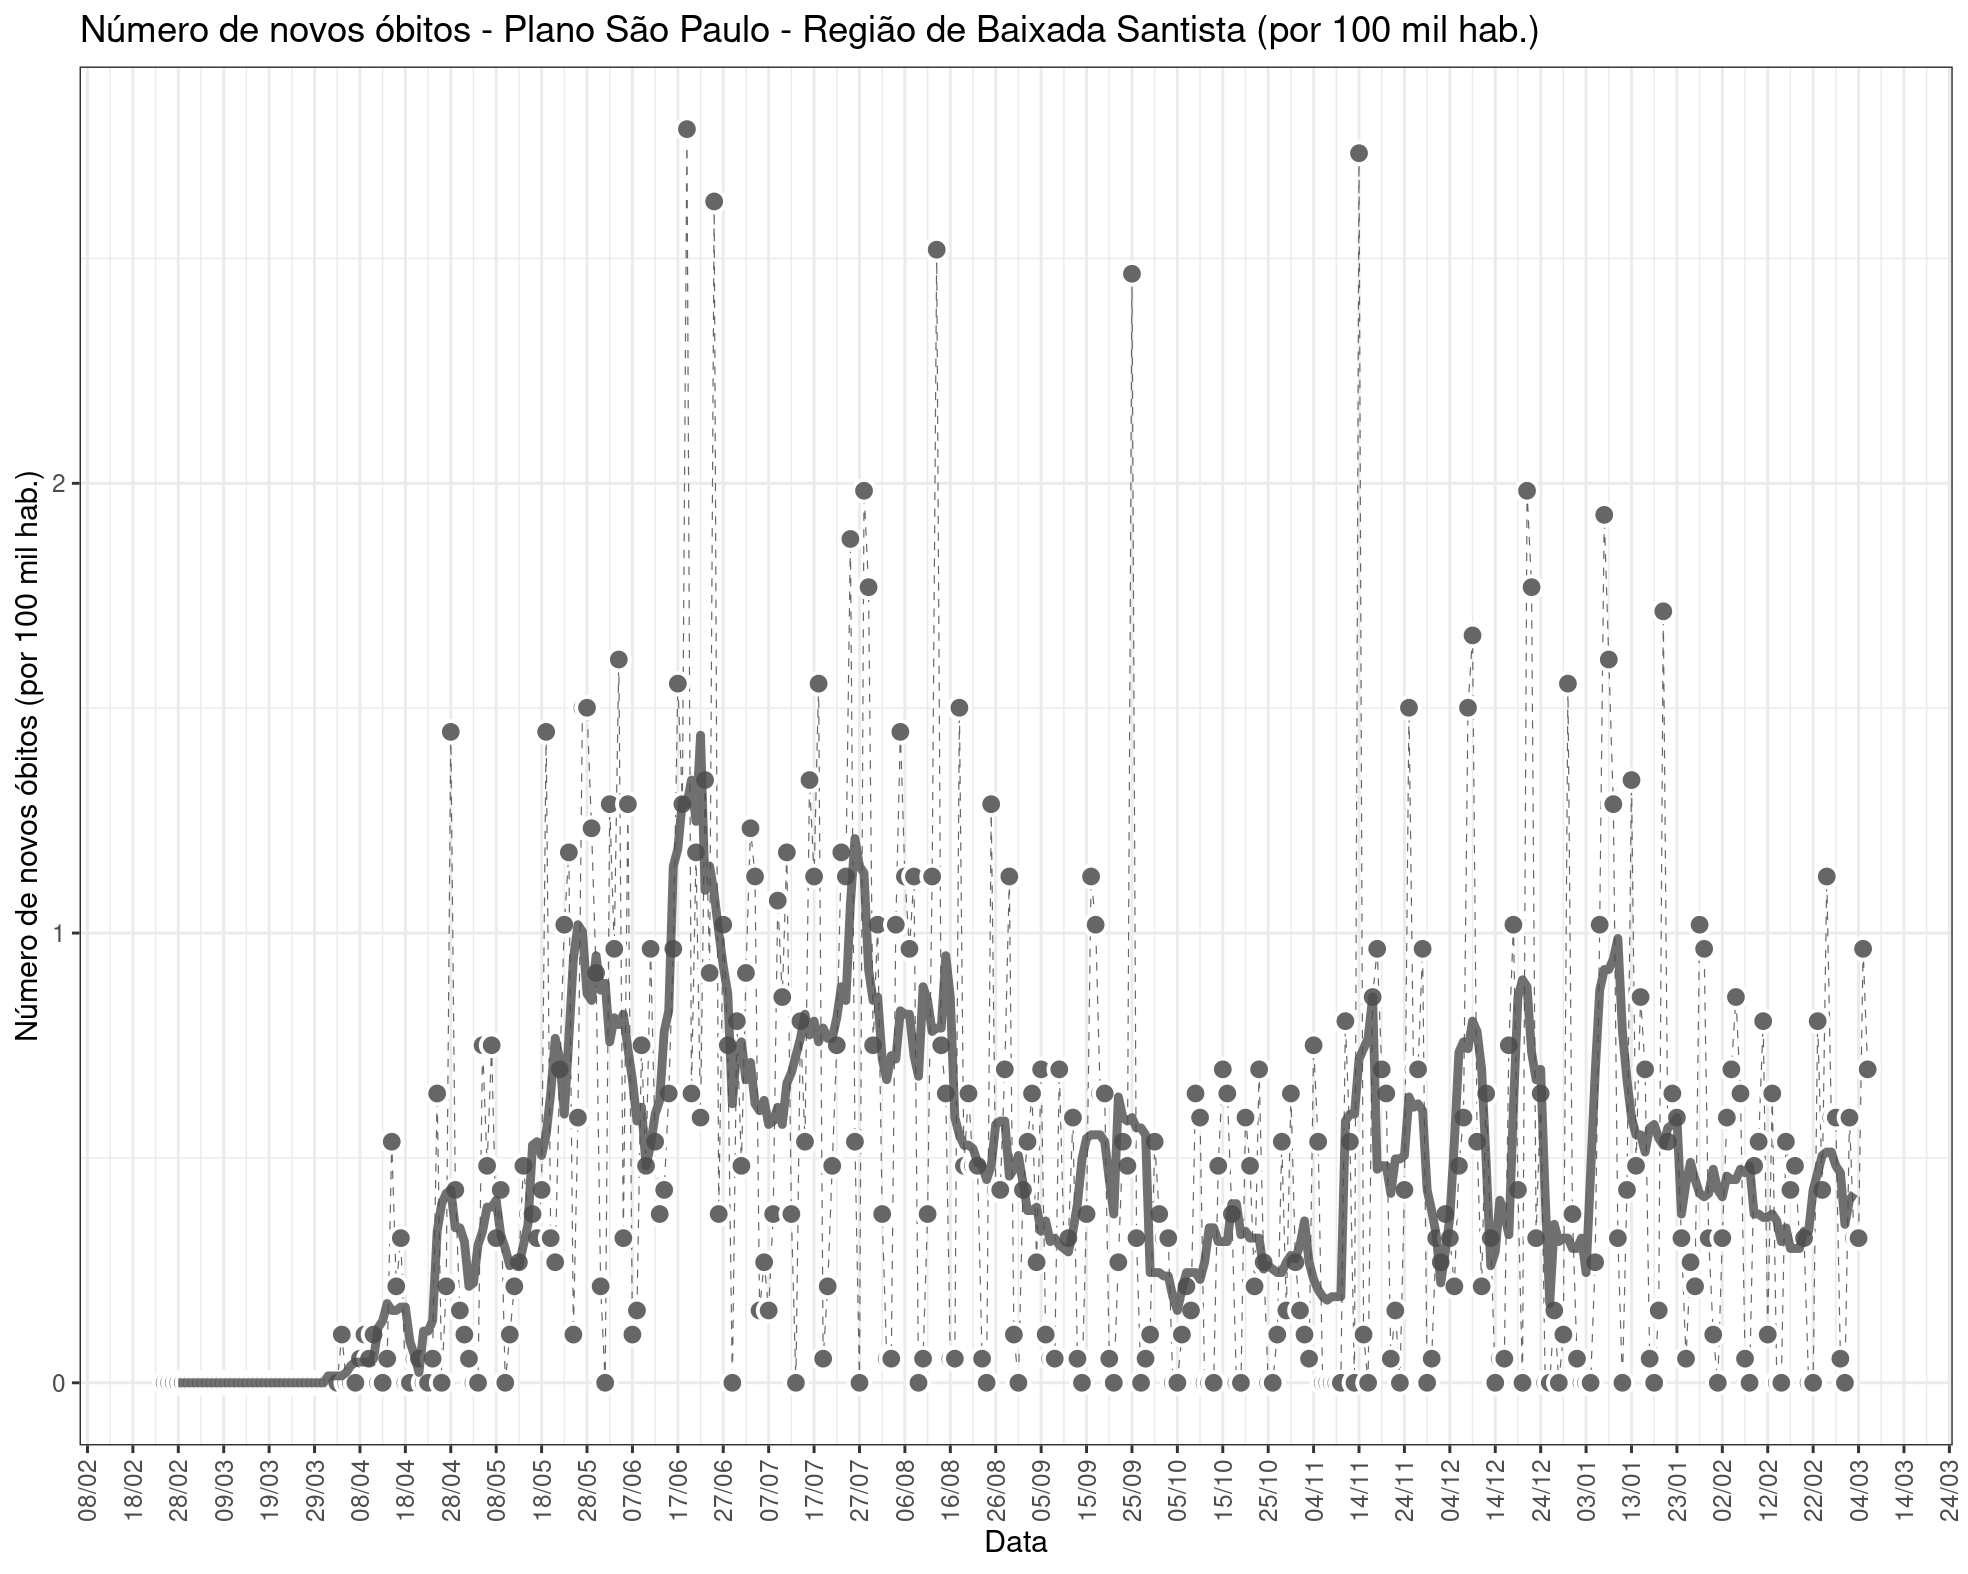 Número de novos óbitos - Plano São Paulo - Região de Baixada Santista (por 100 mil hab.)
Número de novos óbitos (por 100 mil hab.)
2
1
0
08/02 18/02 28/02 09/03 19/03 29/03 08/04 18/04 28/04 08/05 18/05 28/05 07/06 17/06 27/06 07/07 17/07 27/07 06/08 16/08 26/08 05/09 15/09 25/09 05/10 15/10 25/10 04/11 14/11 24/11 04/12 14/12 24/12 03/01 13/01 23/01 02/02 12/02 22/02 04/03 14/03 24/03
Data